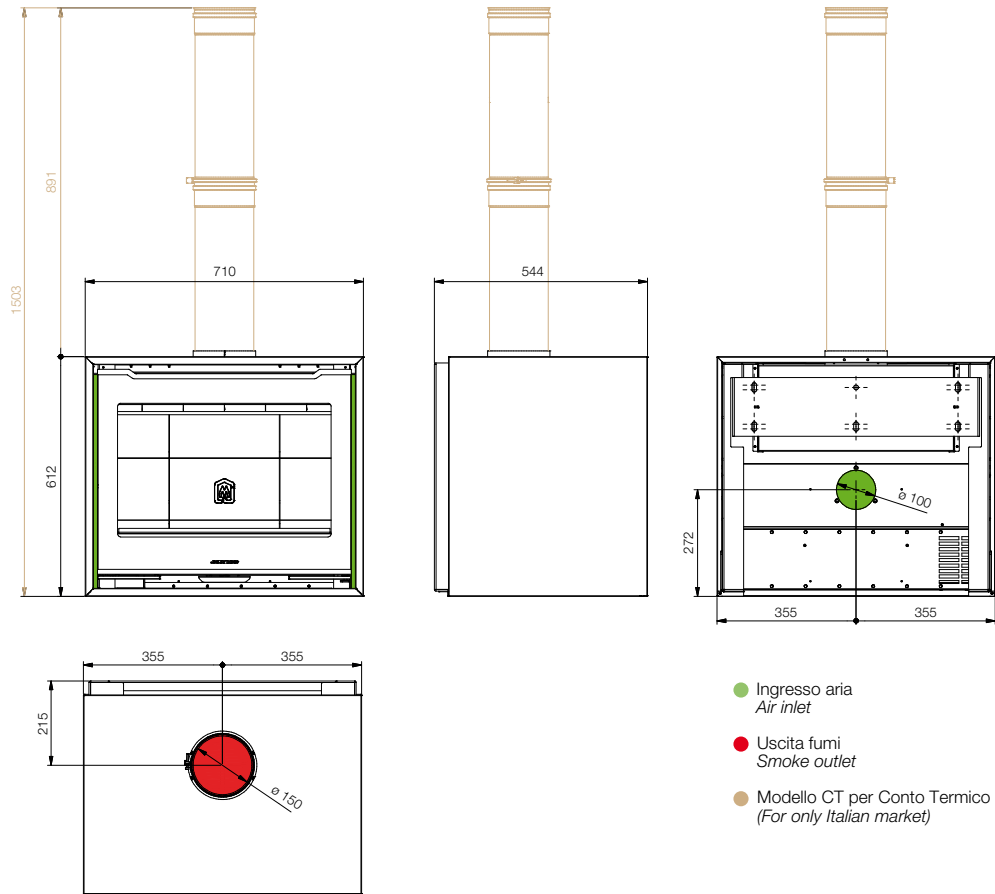 891
1503
710
544
612
ø 100
272
355
355
355
355
215
ø 150
Ingresso aria
Air inlet
Uscita fumi
Smoke outlet
Modello CT per Conto Termico
(For only Italian market)